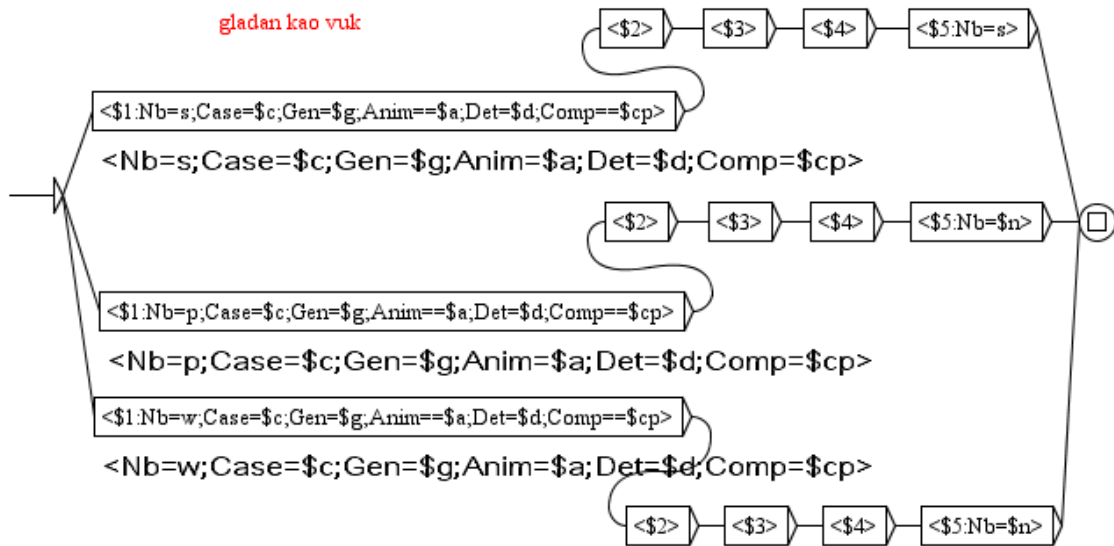 gladan kao vuk
<$2> <$3> <$4> <$5:Nb=s>
<$1:Nb=s;Case=$c;Gen=$g;Anim==$a;Det=$d;Comp==$cp>
<Nb=s;Case=$c;Gen=$g;Anim=$a;Det=$d;Comp=$cp>
<$2> <$3> <$4> <$5:Nb=$n>
<$1:Nb=p;Case=$c;Gen=$g;Anim==$a;Det=$d;Comp==$cp>
<Nb=p;Case=$c;Gen=$g;Anim=$a;Det=$d;Comp=$cp>
<$1:Nb=w;Case=$c;Gen=$g;Anim==$a;Det=$d;Comp==$cp>
<Nb=w;Case=$c;Gen=$g;Anim=$a;Det=$d;Comp=$cp>
<$2> <$3> <$4> <$5:Nb=$n>